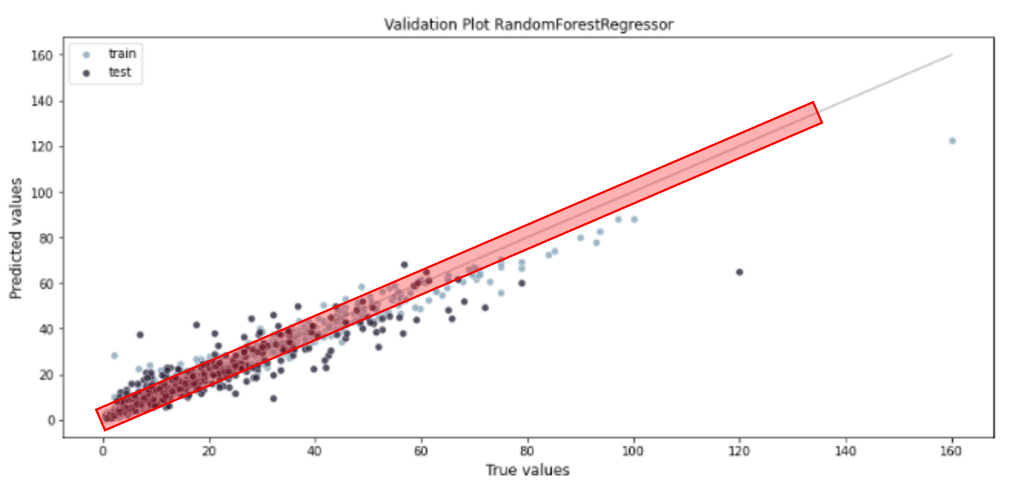 Validation Plot RandomForestRegressor
train
test
160
140
120
100
80
60
40
20
0
Predicted values
0 20 40 60 80 100 120 140 160
True values